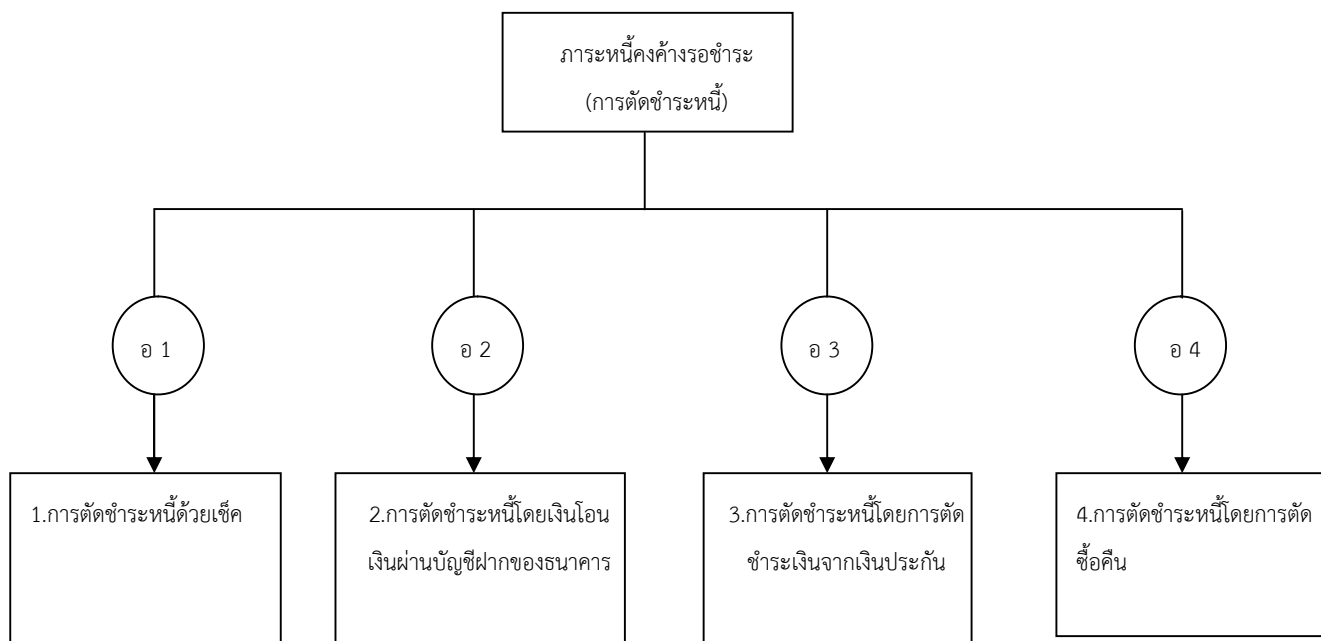 ภาระหนี้คงค้างรอชำระ
(การตัดชำระหนี้)
อ 1
อ 2
อ 3
อ 4
1.การตัดชำระหนี้ด้วยเช็ค
2.การตัดชำระหนี้โดยเงินโอน
เงินผ่านบัญชีฝากของธนาคาร
3.การตัดชำระหนี้โดยการตัด
ชำระเงินจากเงินประกัน
4.การตัดชำระหนี้โดยการตัด
ซื้อคืน